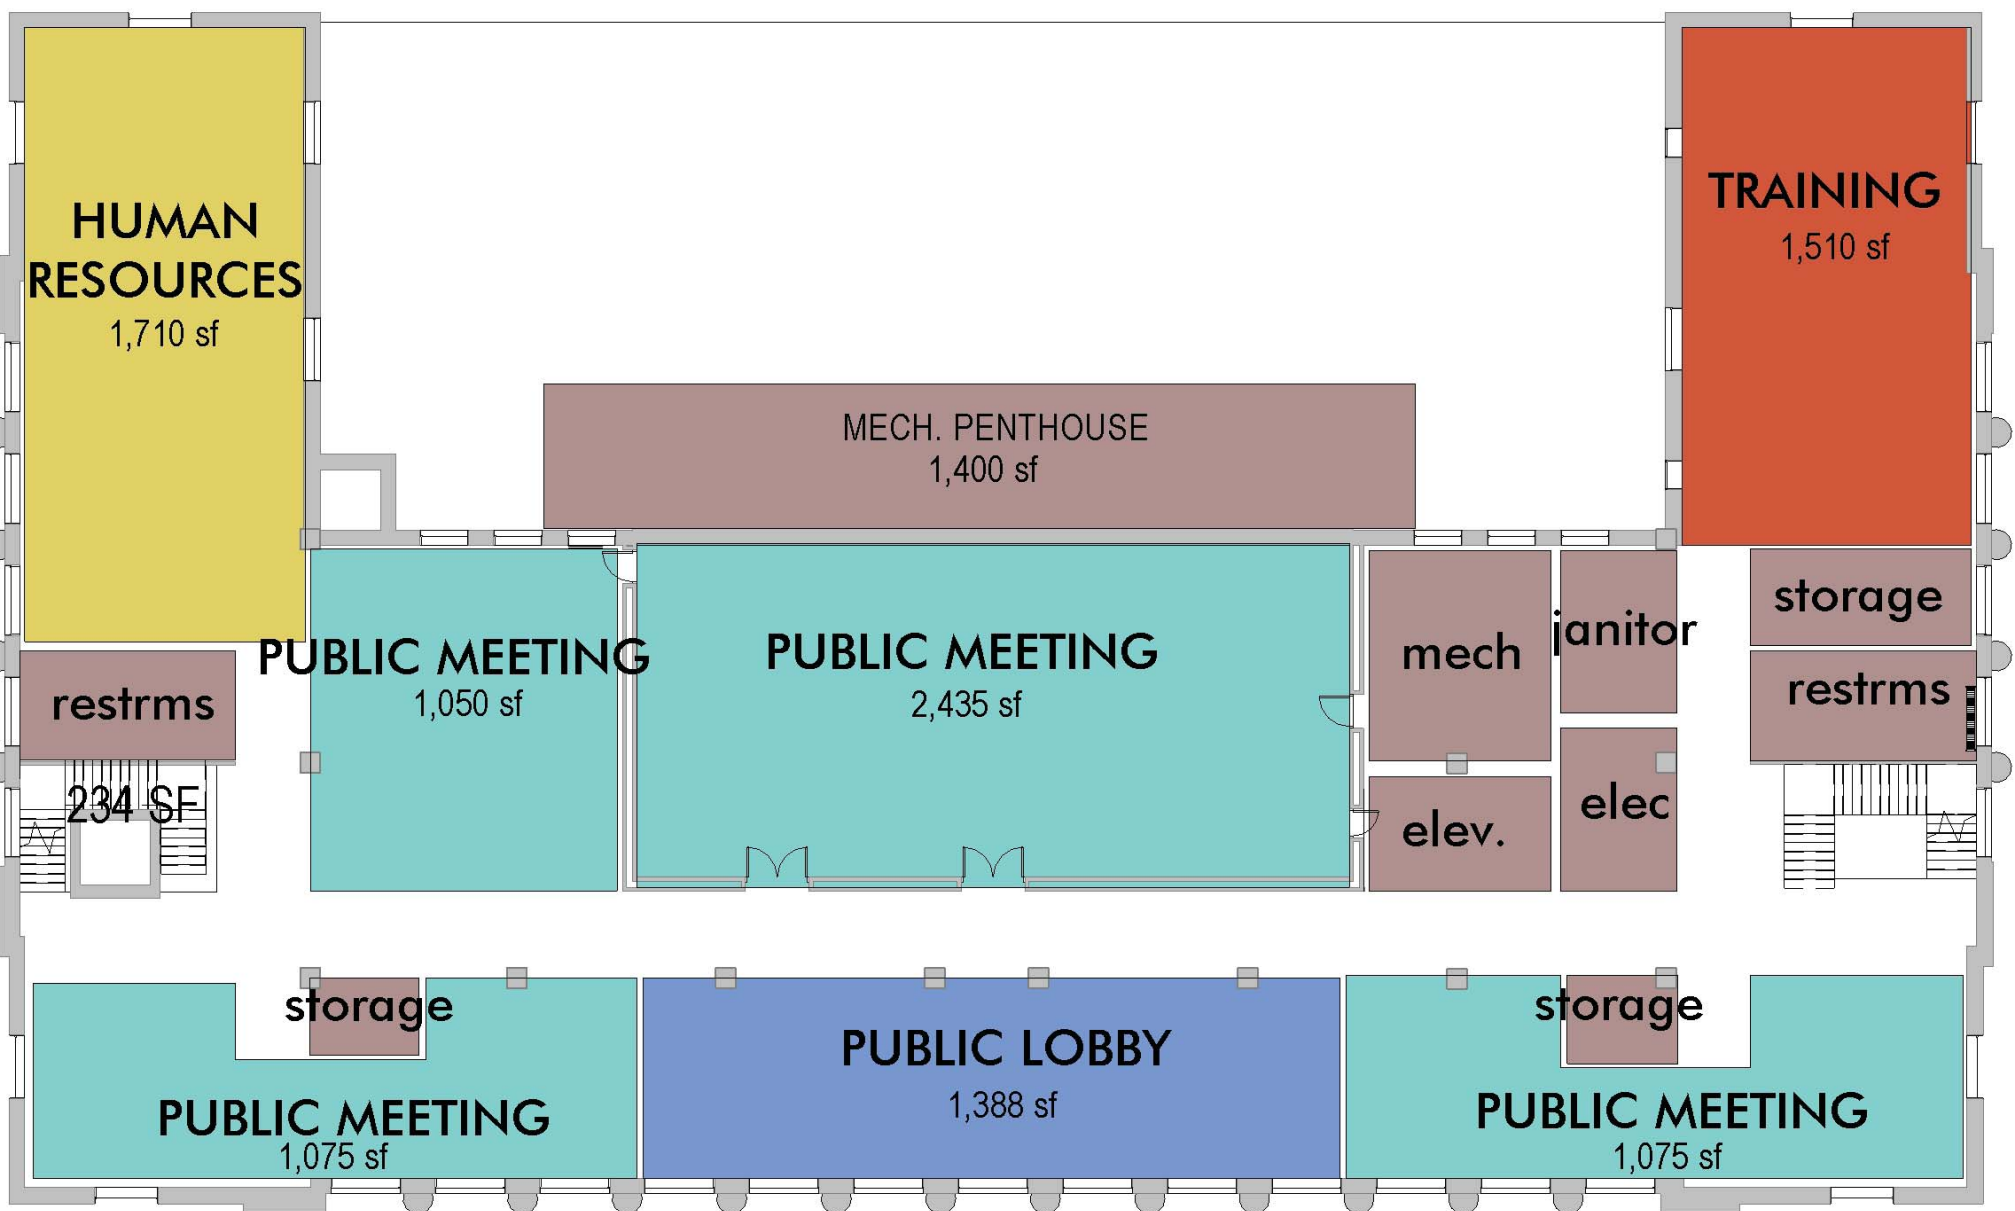 HUMAN
RESOURCES
1,710 sf
TRAINING
1,510 sf
MECH. PENTHOUSE
1,400 sf
PUBLIC MEETING
1,050 sf
PUBLIC MEETING
2,435 sf
mech
janitor
storage
restrms
restrms
234 SF
elev.
elec
storage
PUBLIC MEETING
1,075 sf
PUBLIC LOBBY
1,388 sf
storage
PUBLIC MEETING
1,075 sf